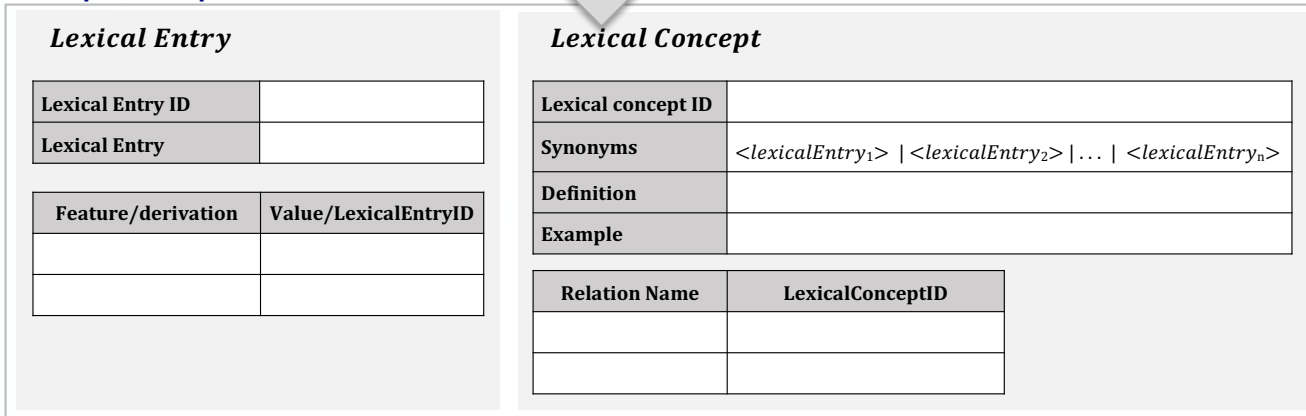 Lexical Entry
Lexical Entry ID
Lexical Entry
Feature/derivation Value/LexicalEntryID
Lexical Concept
Lexical concept ID
Synonyms <lexicalEntry₁> | <lexicalEntry₂> | . . . | <lexicalEntryₙ>
Definition
Example
Relation Name LexicalConceptID